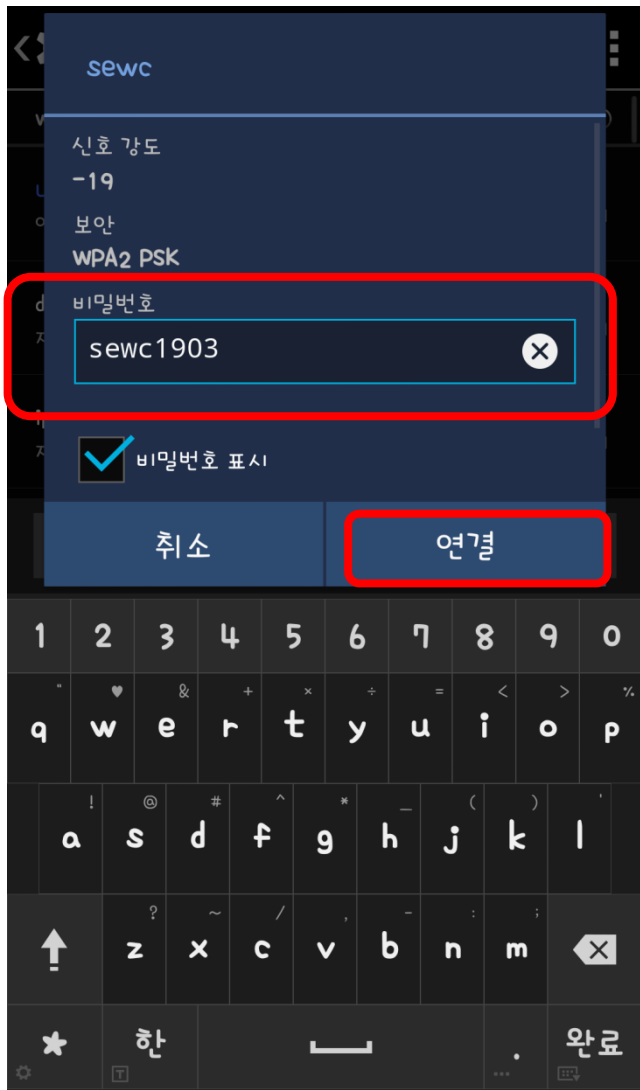 sewc
신호 강도
-19
보안
WPA2 PSK
비밀번호
sewc1903
비밀번호 표시
취소 연결
1 2 3 4 5 6 7 8 9 0
" ♥ & + × ÷ = < > %
q w e r t y u i o p
! @ # ^ * _ ( ) '
a s d f g h j k l
? ~ / , - : ;
z x c v b n m
한 . 완료